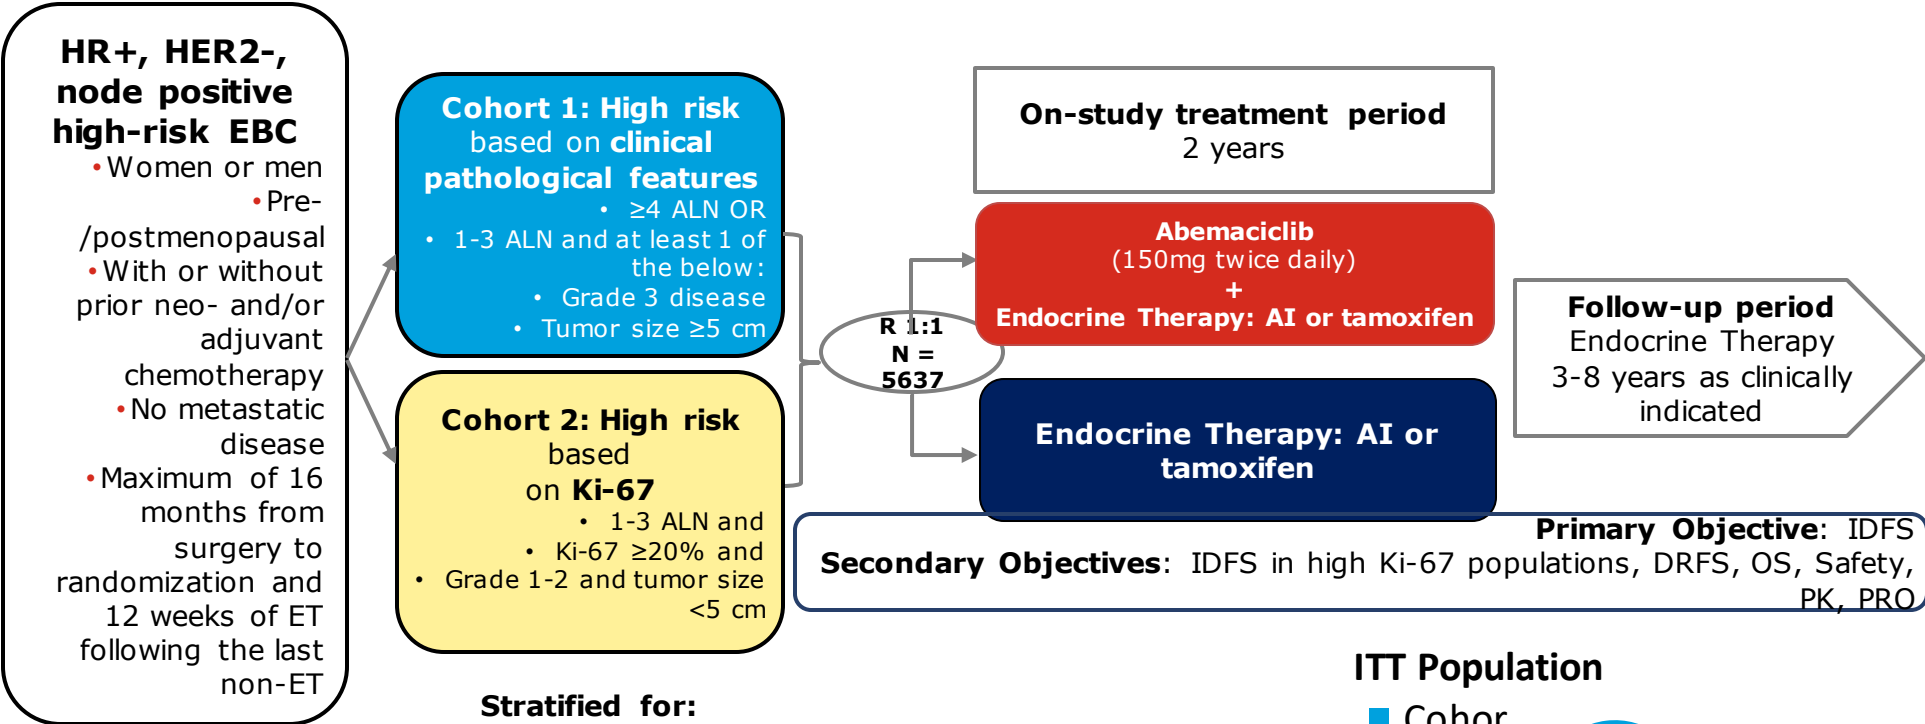 HR+, HER2-,
node positive
high-risk EBC
•Women or men
•Pre-
/postmenopausal
•With or without
prior neo- and/or
adjuvant
chemotherapy
•No metastatic
disease
•Maximum of 16
months from
surgery to
randomization and
12 weeks of ET
following the last
non-ET
Cohort 1: High risk
based on clinical
pathological features
• ≥4 ALN OR
• 1-3 ALN and at least 1 of
the below:
• Grade 3 disease
• Tumor size ≥5 cm
Cohort 2: High risk
based
on Ki-67
• 1-3 ALN and
• Ki-67 ≥20% and
• Grade 1-2 and tumor size
<5 cm
Stratified for:
R 1:1
N =
5637
On-study treatment period
2 years
Abemaciclib
(150mg twice daily)
+
Endocrine Therapy: AI or tamoxifen
Endocrine Therapy: AI or
tamoxifen
Follow-up period
Endocrine Therapy
3-8 years as clinically
indicated
Primary Objective: IDFS
Secondary Objectives: IDFS in high Ki-67 populations, DRFS, OS, Safety,
PK, PRO
ITT Population
Cohor